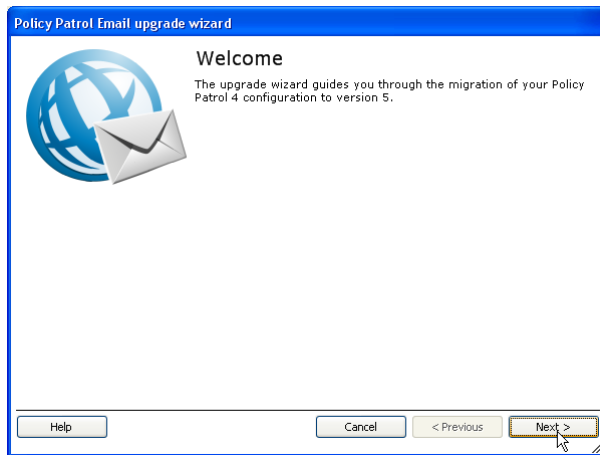 Policy Patrol Email upgrade wizard
Welcome
The upgrade wizard guides you through the migration of your Policy
Patrol 4 configuration to version 5.
Help
Cancel
< Previous
Next >